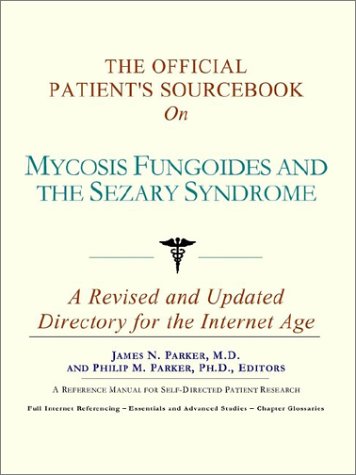 THE OFFICIAL
PATIENT'S SOURCEBOOK
On
MYCOSIS FUNGOIDES AND
THE SEZARY SYNDROME
A Revised and Updated
Directory for the Internet Age
JAMES N. PARKER, M.D.
AND PHILIP M. PARKER, PH.D., EDITORS
A REFERENCE MANUAL FOR SELF-DIRECTED PATIENT RESEARCH
Full Internet Referencing – Essentials and Advanced Studies – Chapter Glossaries